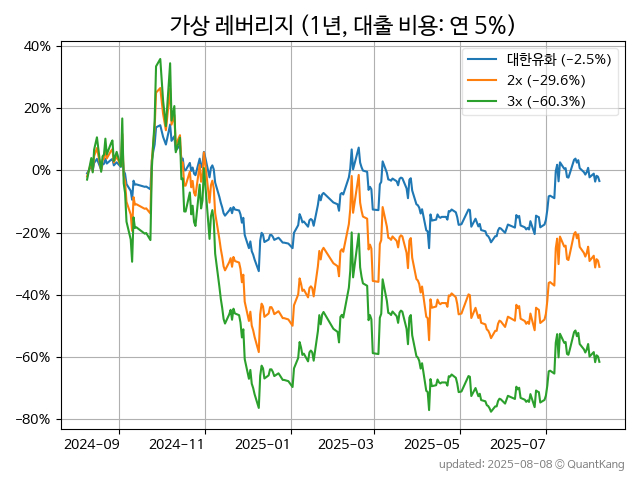 가상 레버리지 (1년, 대출 비용: 연 5%)
40%
20%
0%
−20%
−40%
−60%
−80%
대한유화 (−2.5%)
2x (−29.6%)
3x (−60.3%)
2024-09 2024-11 2025-01 2025-03 2025-05 2025-07
updated: 2025-08-08 © QuantKang